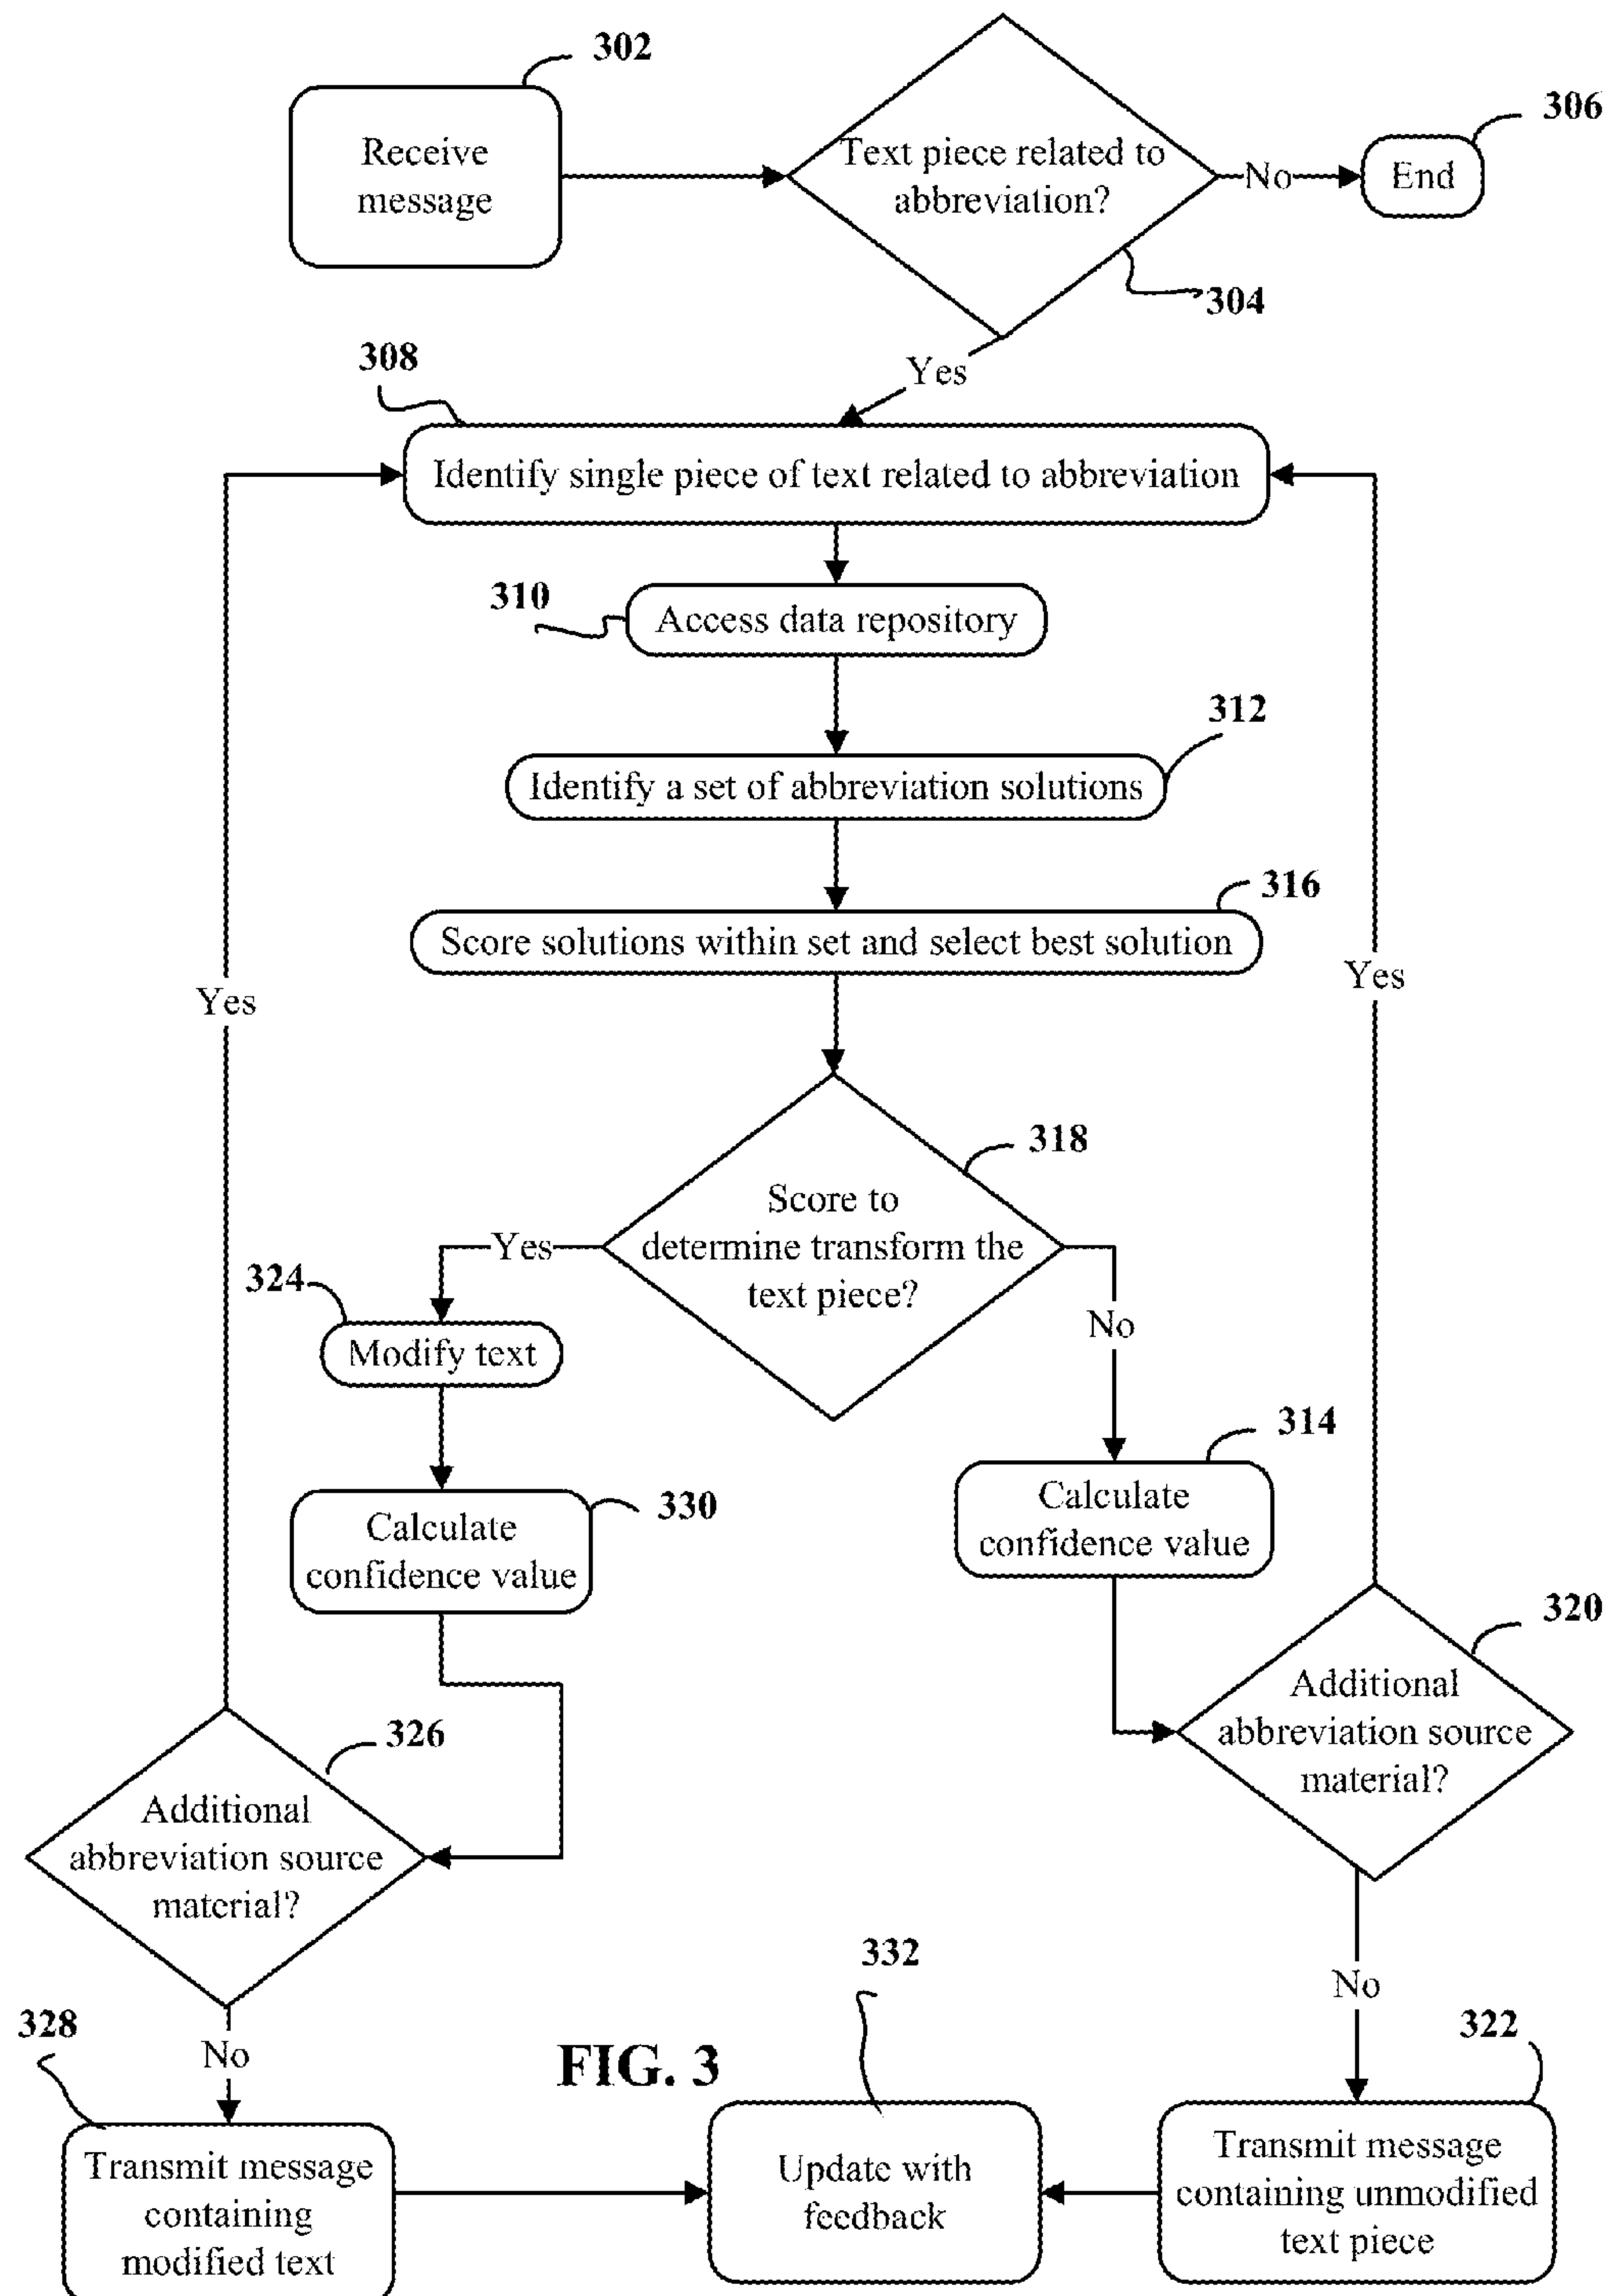 302
Receive
message
Text piece related to
abbreviation?
304
No
306
End
Yes
308
Identify single piece of text related to abbreviation
310
Access data repository
312
Identify a set of abbreviation solutions
316
Score solutions within set and select best solution
Yes
Yes
318
Score to
determine transform the
text piece?
Yes
No
324
Modify text
314
Calculate
confidence value
330
Calculate
confidence value
320
Additional
abbreviation source
material?
326
Additional
abbreviation source
material?
332
No
328
No
FIG. 3
322
Transmit message
containing
modified text
Update with
feedback
Transmit message
containing unmodified
text piece